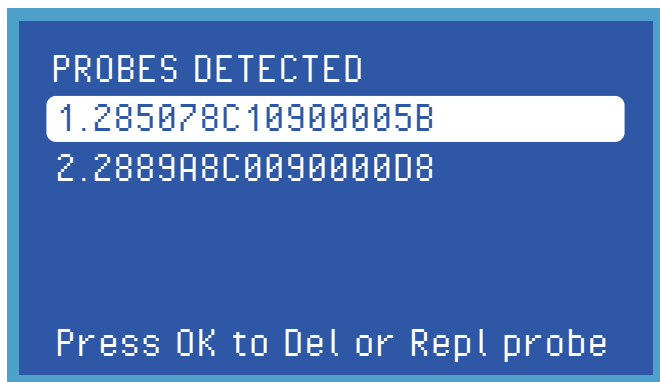 PROBES DETECTED
1.285078C10900005B
2.2889A8C0090000D8
Press OK to Del or Repl probe